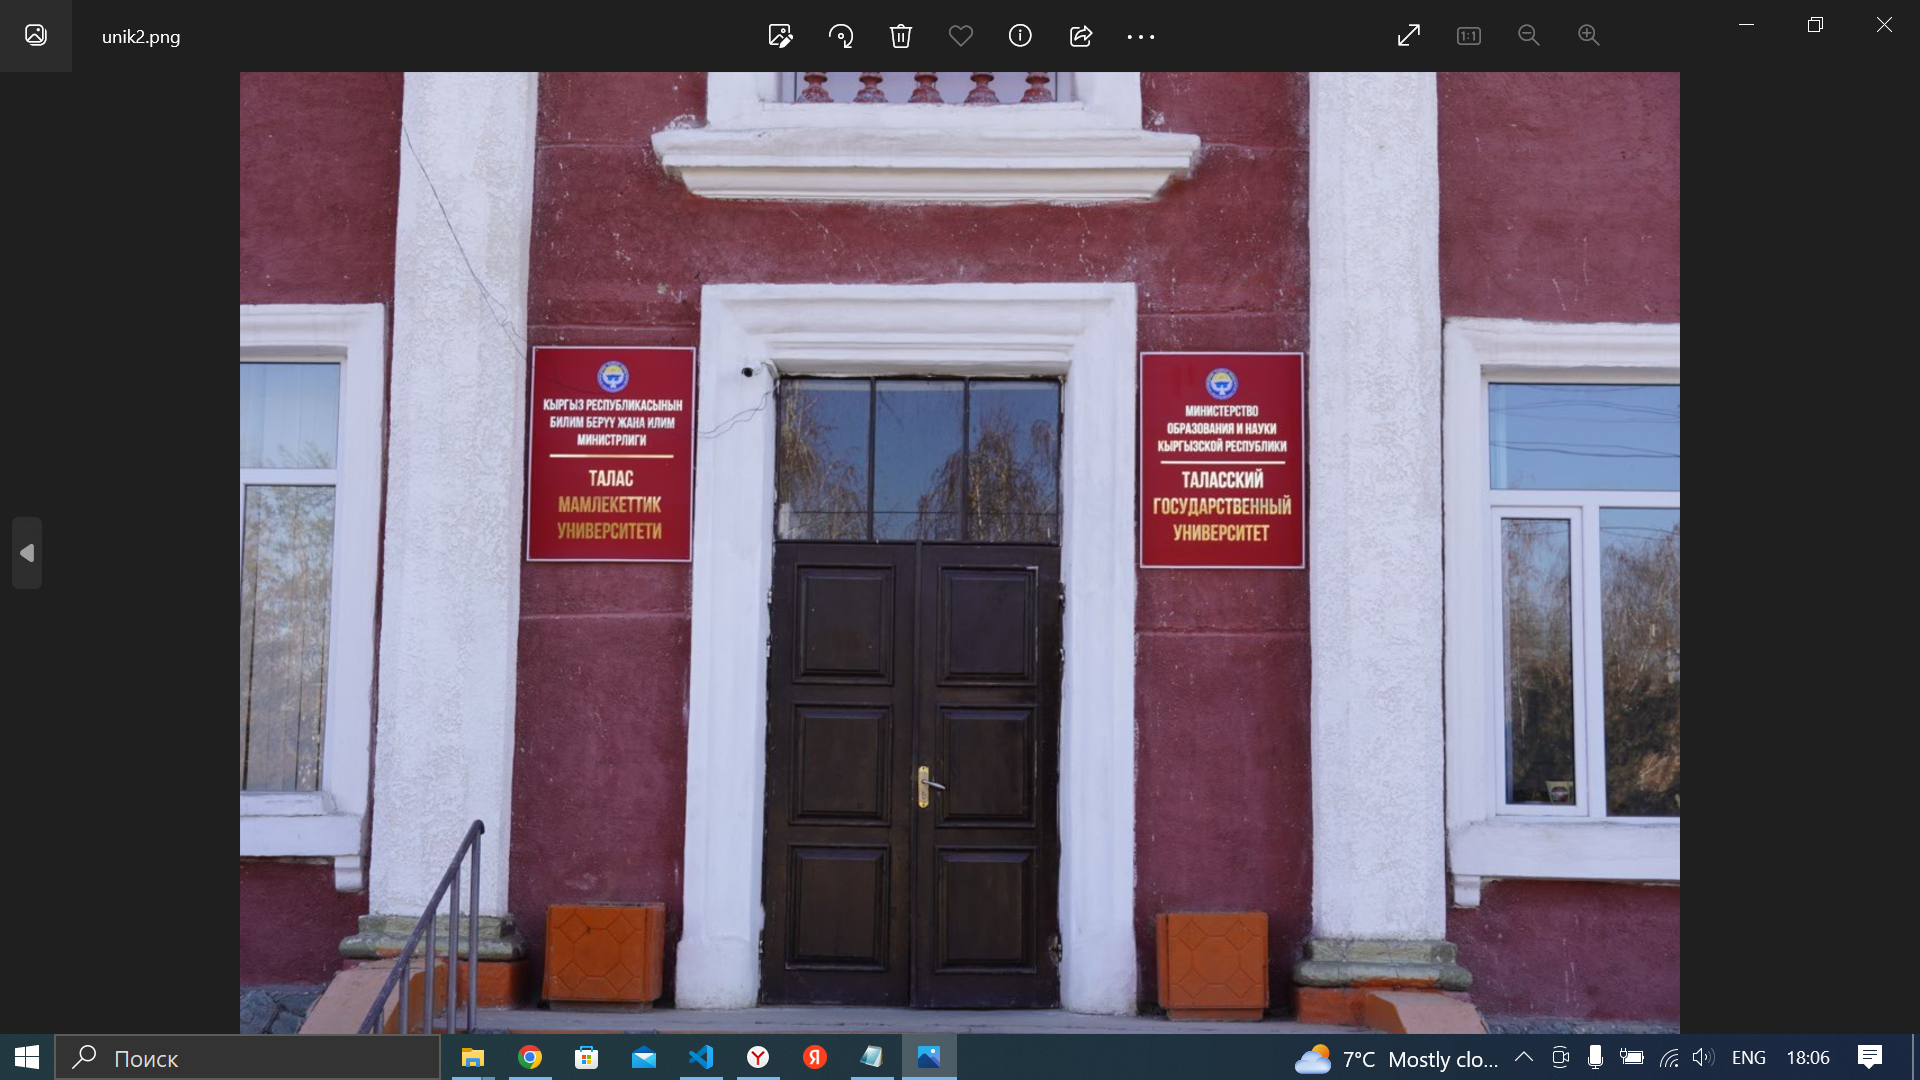 unik2.png
КЫРГЫЗ РЕСПУБЛИКАСЫНЫН
БИЛИМ БЕРҮҮ ЖАНА ИЛИМ
МИНИСТРЛИГИ
ТАЛАС
МАМЛЕКЕТТИК
УНИВЕРСИТЕТИ
МИНИСТЕРСТВО
ОБРАЗОВАНИЯ И НАУКИ
КЫРГЫЗСКОЙ РЕСПУБЛИКИ
ТАЛАССКИЙ
ГОСУДАРСТВЕННЫЙ
УНИВЕРСИТЕТ
Поиск
7°C Mostly clo...
ENG
18:06